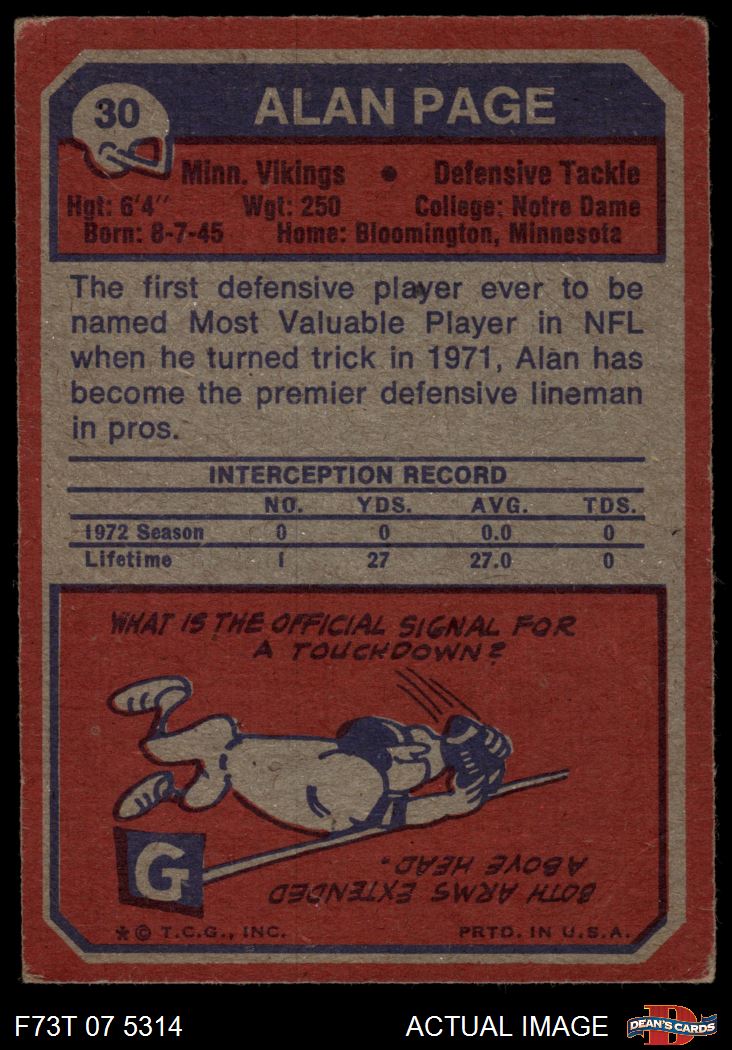 30
ALAN PAGE
Minn. Vikings • Defensive Tackle
Hgt: 6'4" Wgt: 250 College: Notre Dame
Born: 8-7-45 Home: Bloomington, Minnesota
The first defensive player ever to be
named Most Valuable Player in NFL
when he turned trick in 1971, Alan has
become the premier defensive lineman
in pros.
INTERCEPTION RECORD
NO. YDS. AVG. TDS.
1972 Season 0 0 0.0 0
Lifetime 1 27 27.0 0
WHAT IS THE OFFICIAL SIGNAL FOR
A TOUCHDOWN?
G
BOTH ARMS EXTENDED
ABOVE HEAD.
* © T.C.G., INC. PRTD. IN U.S.A.
F73T 07 5314 ACTUAL IMAGE
D
DEAN'S CARDS